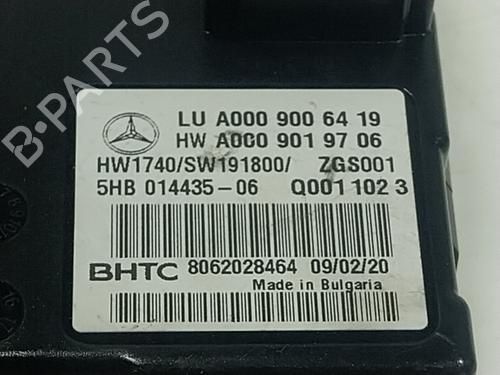 B-PARTS
LU A000 900 64 19
HW A000 901 97 06
HW1740/SW191800/ ZGS001
5HB 014435-06 Q001 102 3
BHTC 8062028464 09/02/20
Made in Bulgaria